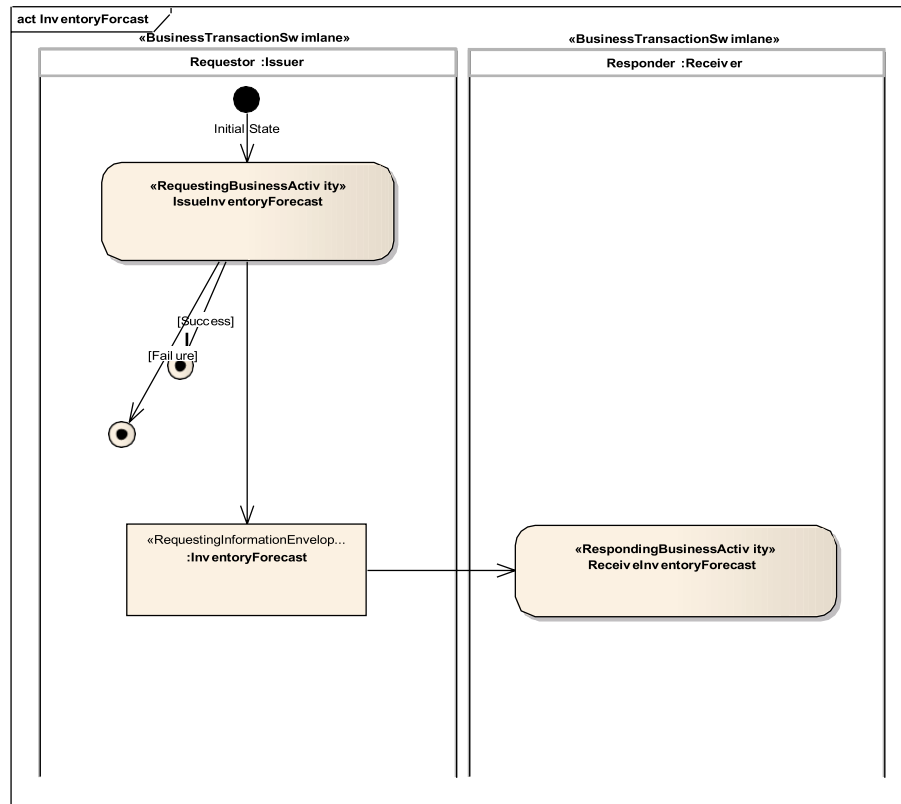 act InventoryForcast
«BusinessTransactionSwimlane»
«BusinessTransactionSwimlane»
Requestor :Issuer
Responder :Receiver
Initial State
«RequestingBusinessActivity»
IssueInventoryForecast
[Success]
[Failure]
«RequestingInformationEnvelop...
:InventoryForecast
«RespondingBusinessActivity»
ReceiveInventoryForecast